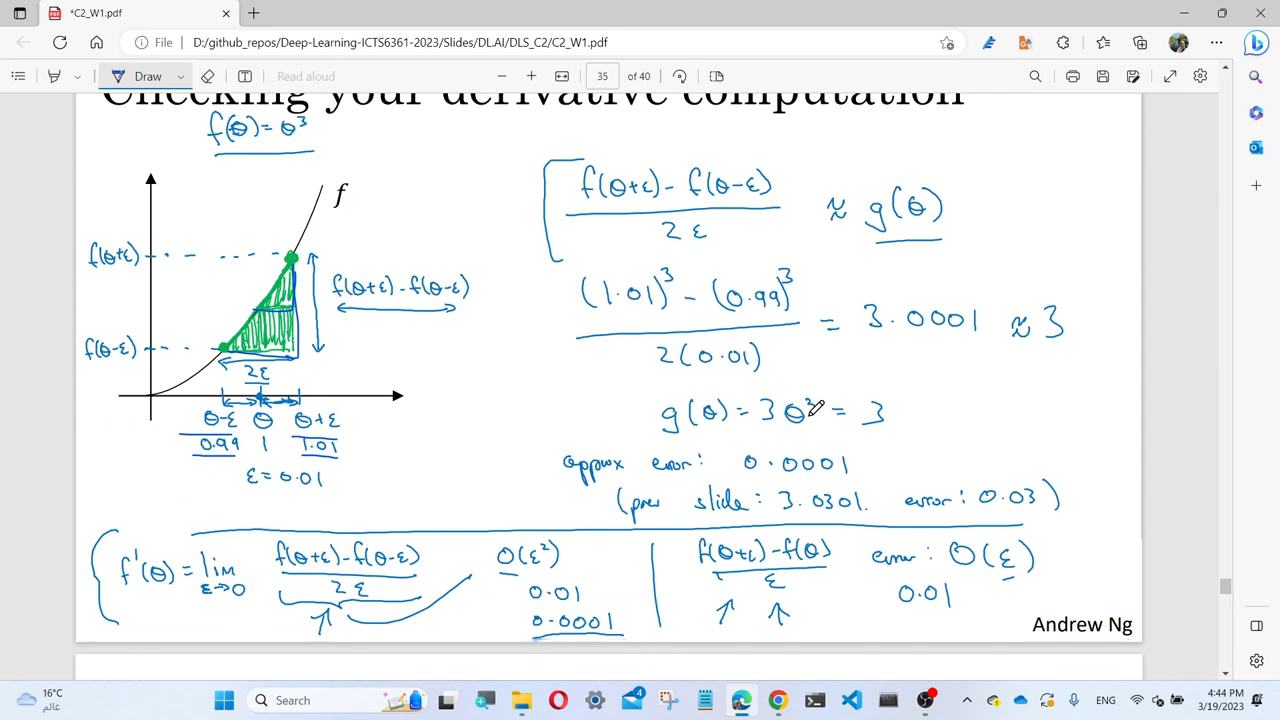 *C2_W1.pdf
File
D:/github_repos/Deep-Learning-ICTS6361-2023/Slides/DL.AI/DLS_C2/C2_W1.pdf
Draw
Read aloud
35 of 40
Checking your derivative computation
f(θ) = θ³
f
f(θ+ε)
f(θ+ε) - f(θ-ε)
f(θ-ε)
2ε
θ-ε θ θ+ε
0.99 1 1.01
ε = 0.01
f(θ+ε) - f(θ-ε)
2ε
≈ g(θ)
(1.01)³ - (0.99)³
2(0.01)
= 3.0001 ≈ 3
g(θ) = 3θ² = 3
approx error: 0.0001
(prev slide: 3.0301. error: 0.03)
f'(θ) = lim
ε→0
f(θ+ε) - f(θ-ε)
2ε
O(ε²)
0.01
0.0001
f(θ+ε) - f(θ)
ε
error: O(ε)
0.01
Andrew Ng
16°C
غائم
Search
4
ENG
4:44 PM
3/19/2023